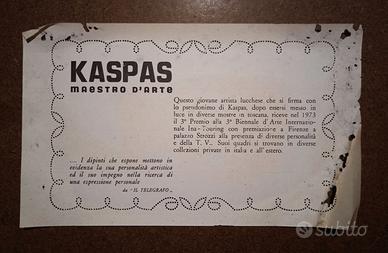 KASPAS
MAESTRO D'ARTE
Questo giovane artista lucchese che si firma con
lo pseudonimo di Kaspas, dopo essersi messo in
luce in diverse mostre in toscana, riceve nel 1973
il 3° Premio alla 3ª Biennale d'Arte Internazio-
nale Ina-Touring con premiazione a Firenze a
palazzo Strozzi alla presenza di diverse personalità
e della T. V.. Suoi quadri si trovano in diverse
collezioni private in italia e all'estero.
.... I dipinti che espone mettono in
evidenza la sua personalità artistica
ed il suo impegno nella ricerca di
una espressione personale
da "IL TELEGRAFO"
subito